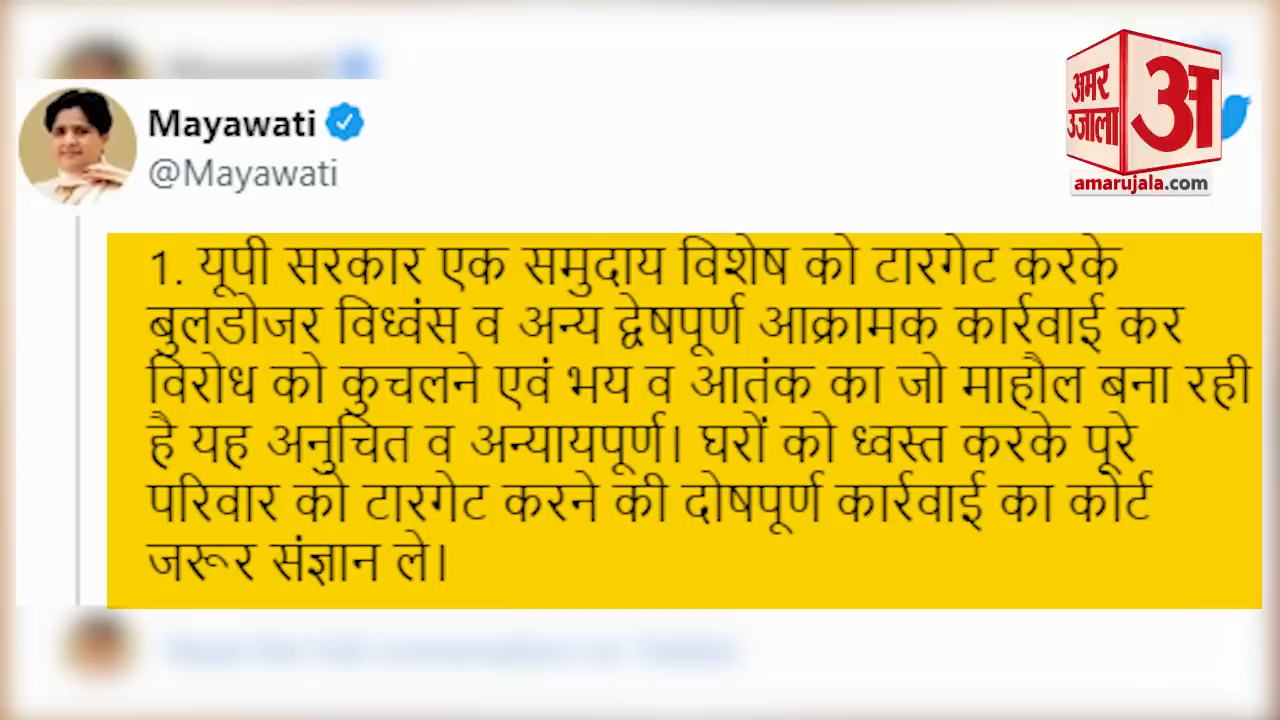 Mayawati
@Mayawati
अमर
उजाला
अ
amarujala.com
1. यूपी सरकार एक समुदाय विशेष को टारगेट करके
बुलडोजर विध्वंस व अन्य द्वेषपूर्ण आक्रामक कार्रवाई कर
विरोध को कुचलने एवं भय व आतंक का जो माहौल बना रही
है यह अनुचित व अन्यायपूर्ण। घरों को ध्वस्त करके पूरे
परिवार को टारगेट करने की दोषपूर्ण कार्रवाई का कोर्ट
जरूर संज्ञान ले।